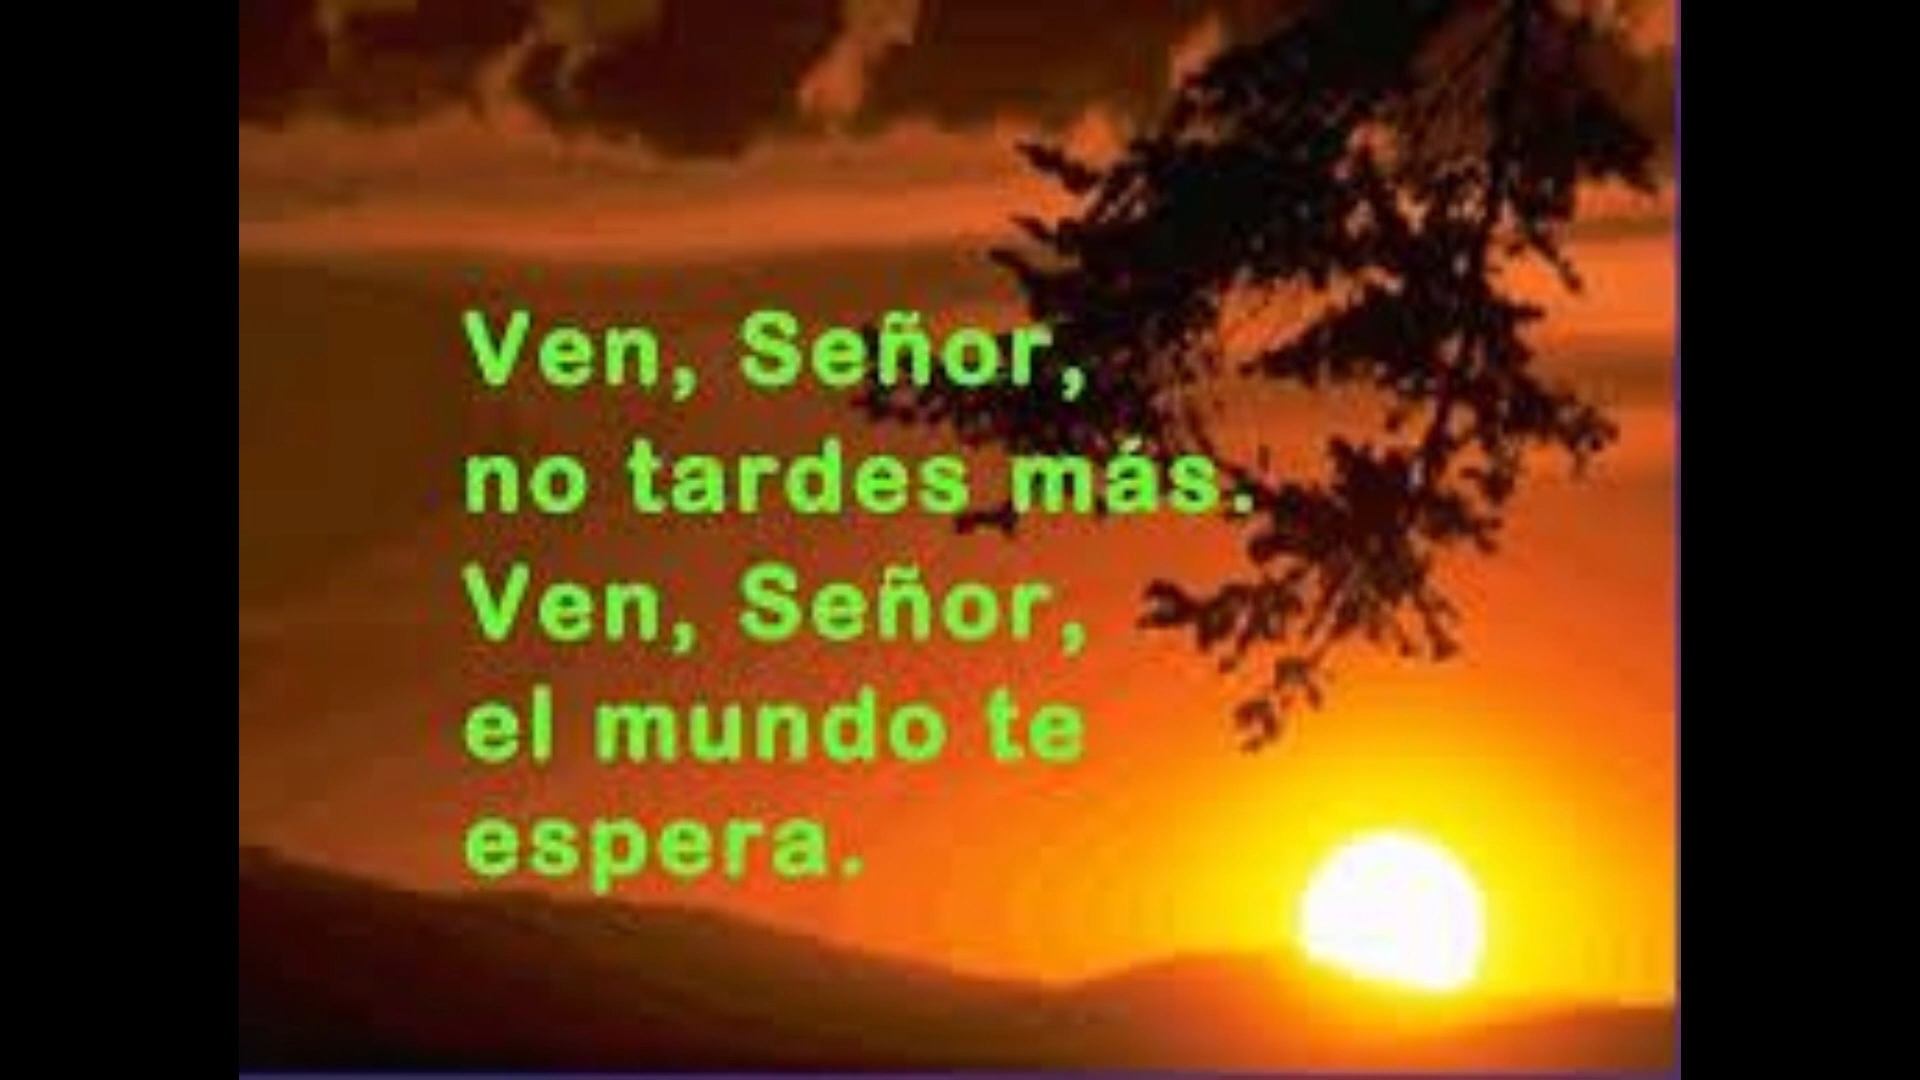 Ven, Señor,
no tardes más.
Ven, Señor,
el mundo te
espera.